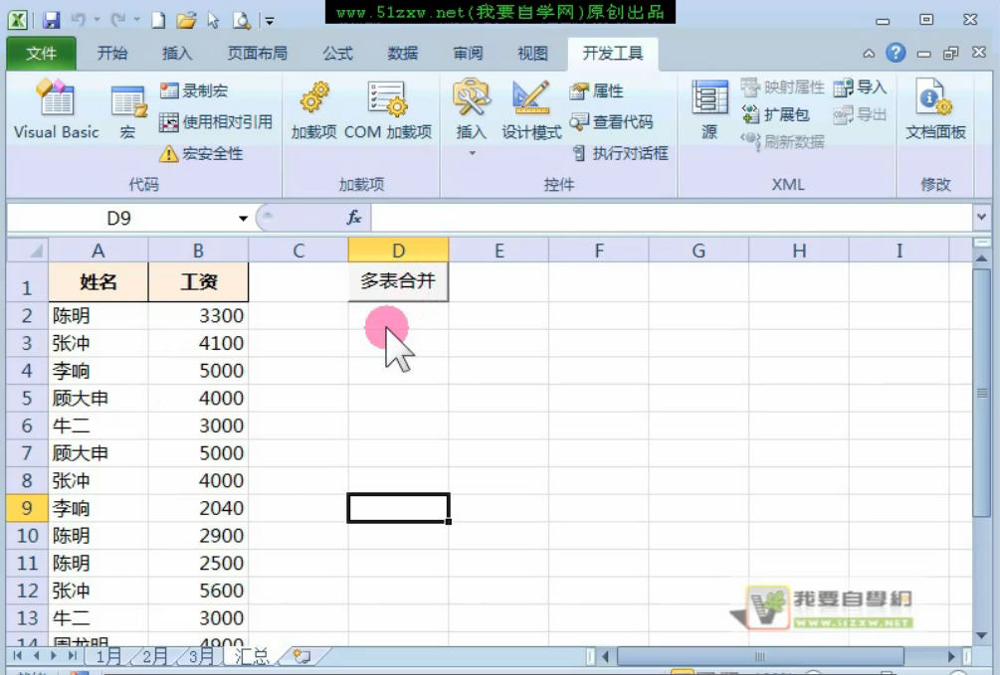 www.51zxw.net(我要自学网)原创出品
文件 开始 插入 页面布局 公式 数据 审阅 视图 开发工具
Visual Basic 宏 录制宏 使用相对引用 宏安全性 加载项 COM 加载项 插入 设计模式 属性 查看代码 执行对话框 源 映射属性 扩展包 刷新数据 导入 导出 文档面板
代码 加载项 控件 XML 修改
D9 fx
A B C D E F G H I
1 姓名 工资 多表合并
2 陈明 3300
3 张冲 4100
4 李响 5000
5 顾大申 4000
6 牛二 3000
7 顾大申 5000
8 张冲 4000
9 李响 2040
10 陈明 2900
11 陈明 2500
12 张冲 5600
13 牛二 3000
14 周龙明 4900
我要自學網
WWW.51ZXW.NET
1月 2月 3月 汇总